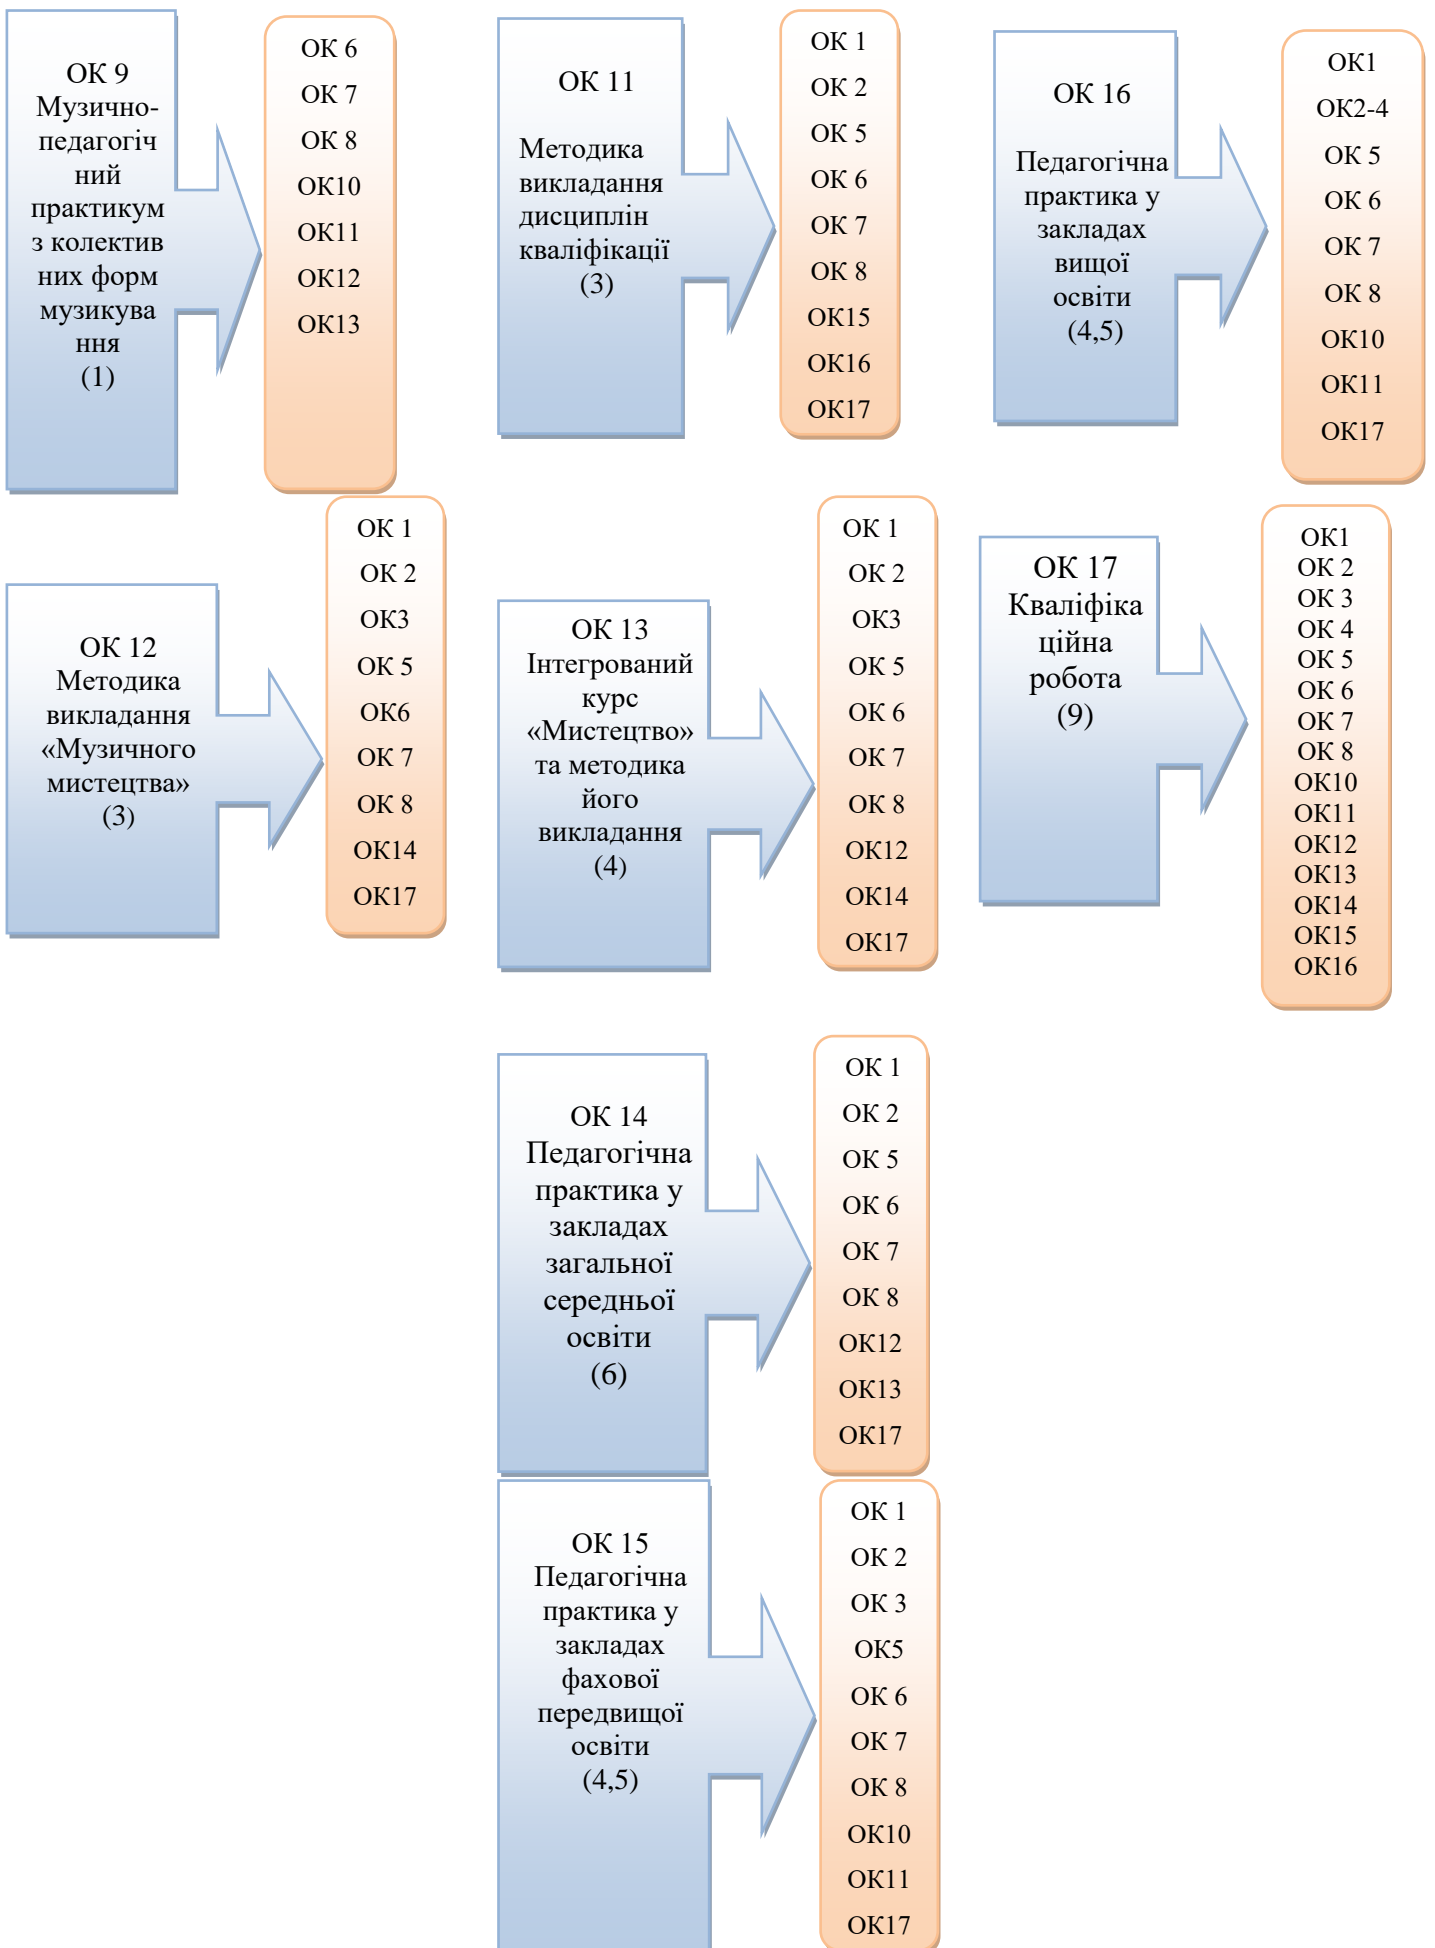 ОК 9
Музично-
педагогіч
ний
практикум
з колектив
них форм
музикува
ння
(1)
ОК 6
ОК 7
ОК 8
ОК10
ОК11
ОК12
ОК13
ОК 11
Методика
викладання
дисциплін
кваліфікації
(3)
ОК 1
ОК 2
ОК 5
ОК 6
ОК 7
ОК 8
ОК15
ОК16
ОК17
ОК 16
Педагогічна
практика у
закладах
вищої
освіти
(4,5)
ОК1
ОК2-4
ОК 5
ОК 6
ОК 7
ОК 8
ОК10
ОК11
ОК17
ОК 12
Методика
викладання
«Музичного
мистецтва»
(3)
ОК 1
ОК 2
ОК3
ОК 5
ОК6
ОК 7
ОК 8
ОК14
ОК17
ОК 13
Інтегрований
курс
«Мистецтво»
та методика
його
викладання
(4)
ОК 1
ОК 2
ОК3
ОК 5
ОК 6
ОК 7
ОК 8
ОК12
ОК14
ОК17
ОК 17
Кваліфіка
ційна
робота
(9)
ОК1
ОК 2
ОК 3
ОК 4
ОК 5
ОК 6
ОК 7
ОК 8
ОК10
ОК11
ОК12
ОК13
ОК14
ОК15
ОК16
ОК 14
Педагогічна
практика у
закладах
загальної
середньої
освіти
(6)
ОК 1
ОК 2
ОК 5
ОК 6
ОК 7
ОК 8
ОК12
ОК13
ОК17
ОК 15
Педагогічна
практика у
закладах
фахової
передвищої
освіти
(4,5)
ОК 1
ОК 2
ОК 3
ОК5
ОК 6
ОК 7
ОК 8
ОК10
ОК11
ОК17